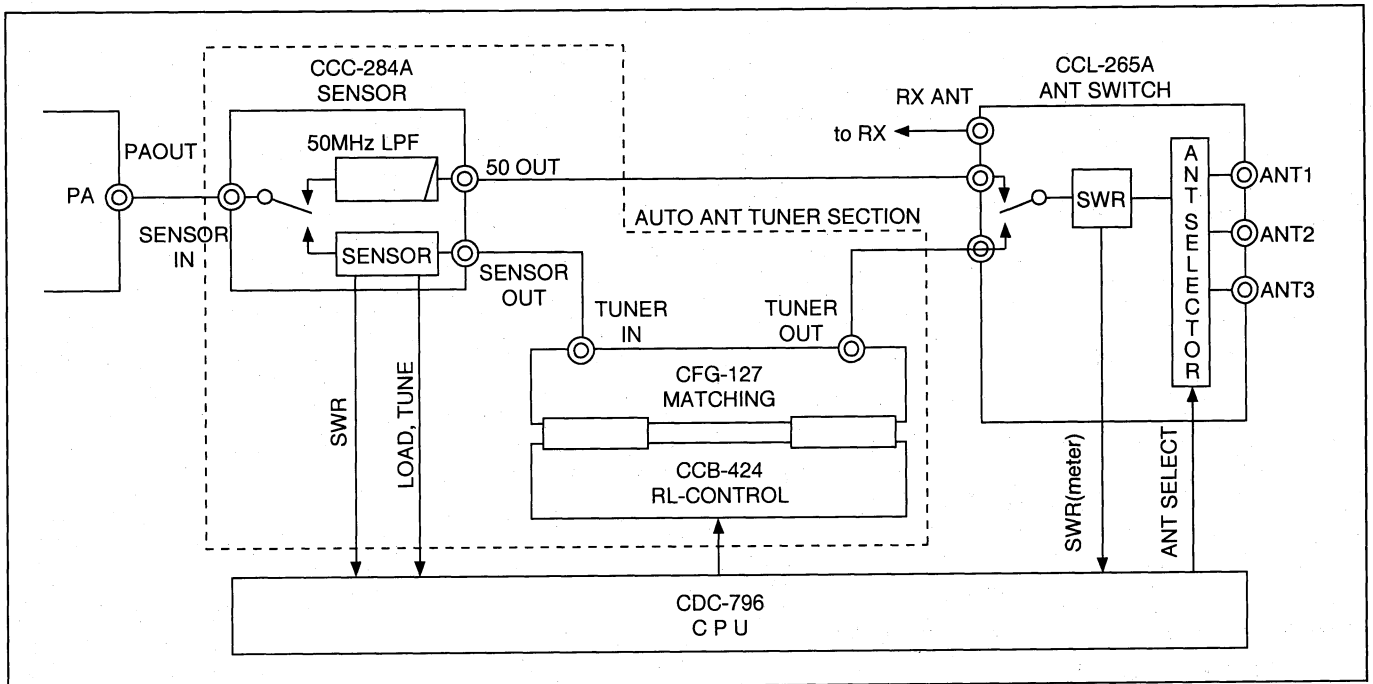 CCC-284A
SENSOR
50MHz LPF
PAOUT
PA
SENSOR
IN
50 OUT
SENSOR
SENSOR
OUT
AUTO ANT TUNER SECTION
CCL-265A
ANT SWITCH
RX ANT
to RX
SWR
ANT SELECTOR
ANT1
ANT2
ANT3
TUNER
IN
TUNER
OUT
CFG-127
MATCHING
CCB-424
RL-CONTROL
SWR
LOAD, TUNE
SWR(meter)
ANT SELECT
CDC-796
C P U